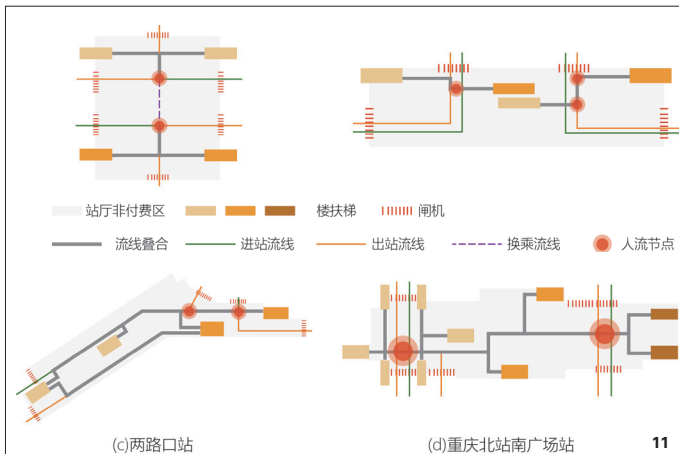 站厅非付费区 楼扶梯 闸机
流线叠合 进站流线 出站流线 换乘流线 人流节点
(c)两路口站 (d)重庆北站南广场站 11